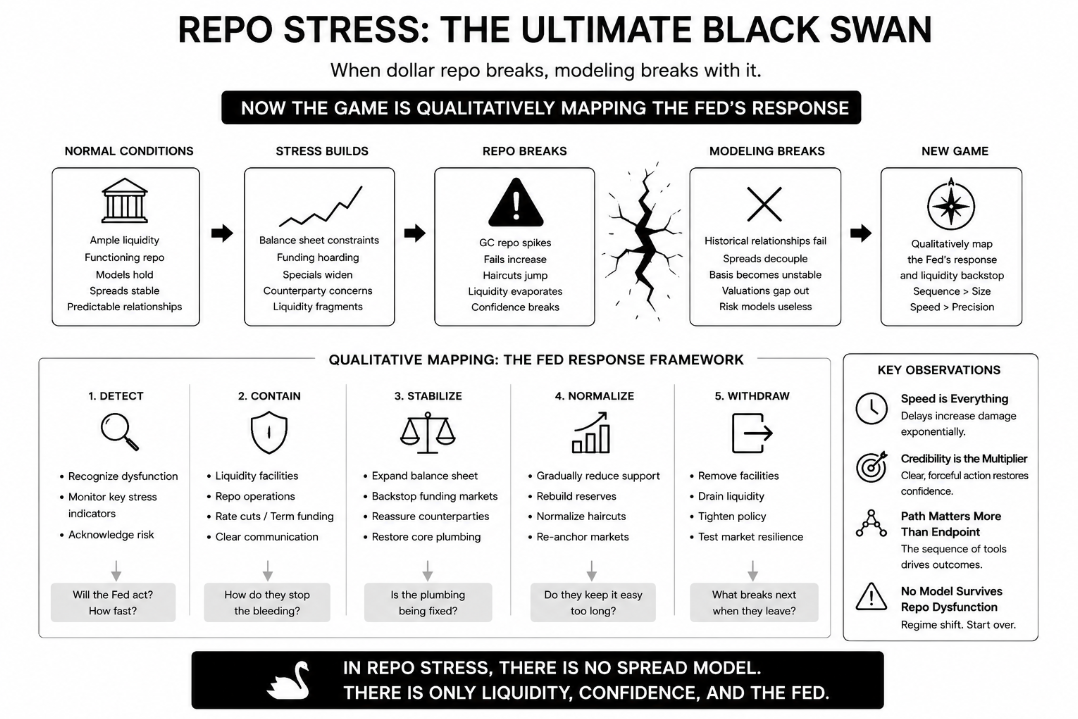 REPO STRESS: THE ULTIMATE BLACK SWAN
When dollar repo breaks, modeling breaks with it.
NOW THE GAME IS QUALITATIVELY MAPPING THE FED'S RESPONSE
NORMAL CONDITIONS
Ample liquidity
Functioning repo
Models hold
Spreads stable
Predictable relationships
STRESS BUILDS
Balance sheet constraints
Funding hoarding
Specials widen
Counterparty concerns
Liquidity fragments
REPO BREAKS
GC repo spikes
Fails increase
Haircuts jump
Liquidity evaporates
Confidence breaks
MODELING BREAKS
Historical relationships fail
Spreads decouple
Basis becomes unstable
Valuations gap out
Risk models useless
NEW GAME
A
Qualitatively map
the Fed's response
and liquidity backstop
Sequence > Size
Speed > Precision
QUALITATIVE MAPPING: THE FED RESPONSE FRAMEWORK
1. DETECT
• Recognize dysfunction
• Monitor key stress
indicators
• Acknowledge risk
Will the Fed act?
How fast?
2. CONTAIN
• Liquidity facilities
• Repo operations
• Rate cuts / Term funding
• Clear communication
How do they stop
the bleeding?
3. STABILIZE
• Expand balance sheet
• Backstop funding markets
• Reassure counterparties
• Restore core plumbing
Is the plumbing
being fixed?
4. NORMALIZE
• Gradually reduce support
• Rebuild reserves
• Normalize haircuts
• Re-anchor markets
Do they keep it easy
too long?
5. WITHDRAW
• Remove facilities
• Drain liquidity
• Tighten policy
• Test market resilience
What breaks next
when they leave?
KEY OBSERVATIONS
Speed is Everything
Delays increase damage
exponentially.
Credibility is the Multiplier
Clear, forceful action restores
confidence.
Path Matters More
Than Endpoint
The sequence of tools
drives outcomes.
No Model Survives
Repo Dysfunction
Regime shift. Start over.
IN REPO STRESS, THERE IS NO SPREAD MODEL.
THERE IS ONLY LIQUIDITY, CONFIDENCE, AND THE FED.